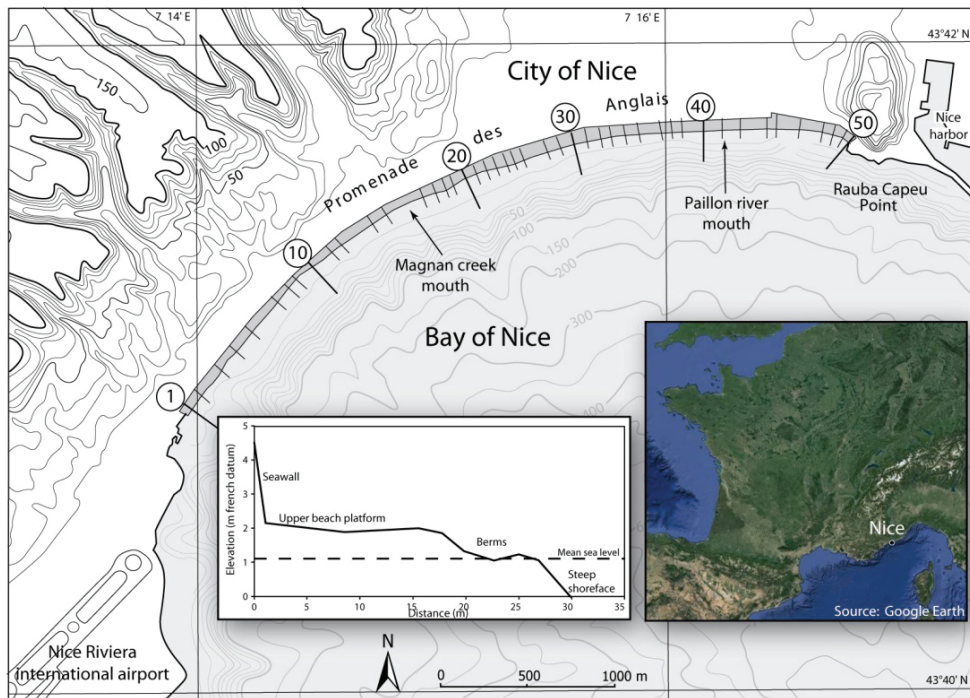 7 14' E
7 16' E
43°42' N
City of Nice
Promenade des Anglais
150
100
50
1
10
20
30
40
50
Nice
harbor
Rauba Capeu
Point
Paillon river
mouth
Magnan creek
mouth
50
100
150
200
300
400
Bay of Nice
Elevation (m french datum)
5
4
3
2
1
0
Seawall
Upper beach platform
Berms
Mean sea level
Steep
shoreface
0 5 10 15 20 25 30 35
Distance (m)
Nice
Source: Google Earth
Nice Riviera
international airport
N
0 500 1000 m
43°40' N